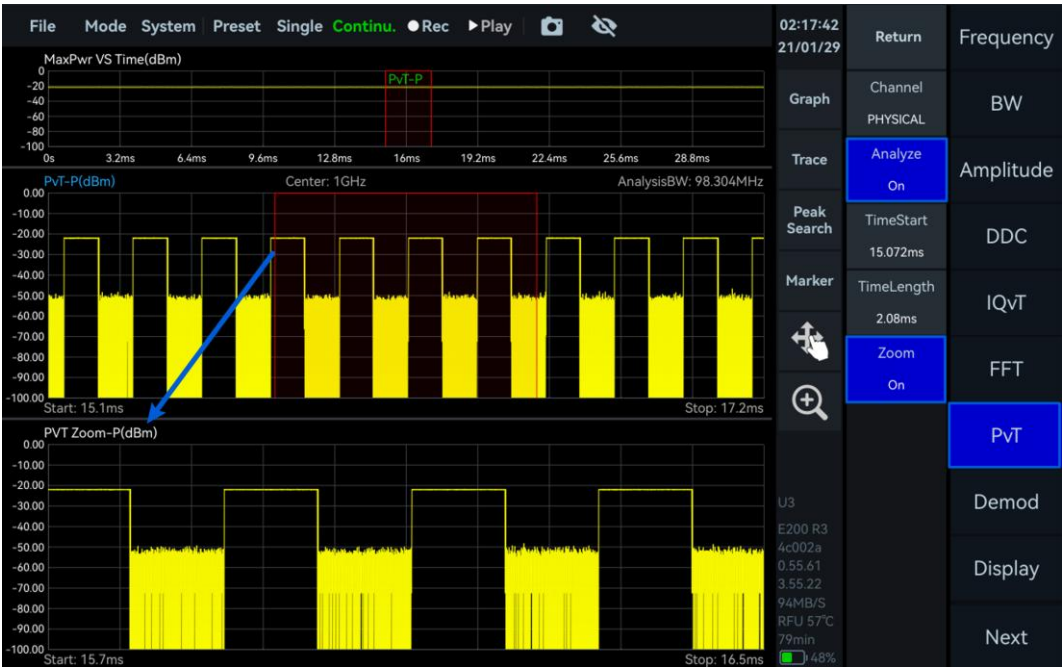 File Mode System Preset Single Continu. Rec Play
MaxPwr VS Time(dBm)
PvT-P
0
-20
-40
-60
-80
-100
0s 3.2ms 6.4ms 9.6ms 12.8ms 16ms 19.2ms 22.4ms 25.6ms 28.8ms
PvT-P(dBm) Center: 1GHz AnalysisBW: 98.304MHz
0.00
-10.00
-20.00
-30.00
-40.00
-50.00
-60.00
-70.00
-80.00
-90.00
-100.00
Start: 15.1ms Stop: 17.2ms
PVT Zoom-P(dBm)
0.00
-10.00
-20.00
-30.00
-40.00
-50.00
-60.00
-70.00
-80.00
-90.00
-100.00
Start: 15.7ms Stop: 16.5ms
02:17:42
21/01/29
Graph
Trace
Peak
Search
Marker
U3
E200 R3
4c002a
0.55.61
3.55.22
94MB/S
RFU 57℃
79min
48%
Return
Channel
PHYSICAL
Analyze
On
TimeStart
15.072ms
TimeLength
2.08ms
Zoom
On
Frequency
BW
Amplitude
DDC
IQvT
FFT
PvT
Demod
Display
Next